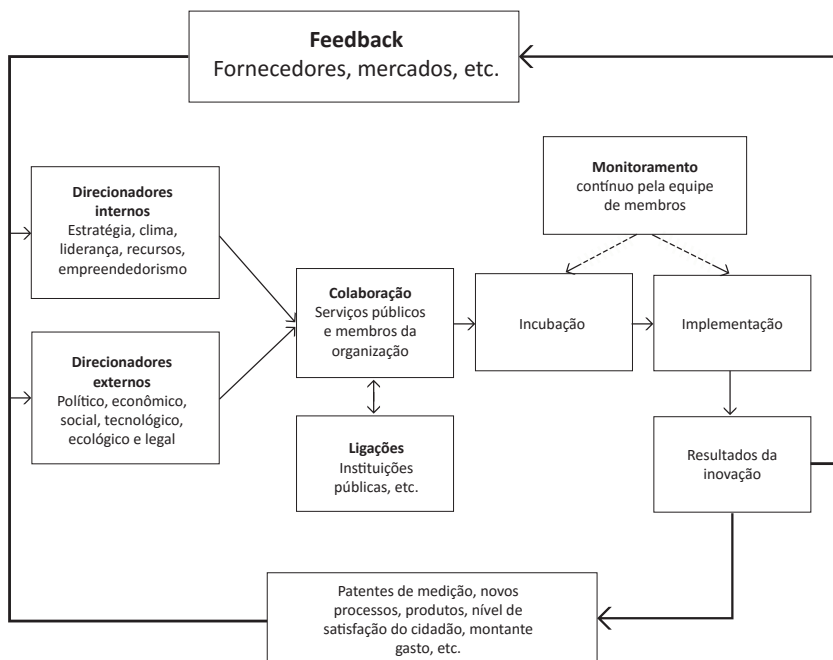 Feedback
Fornecedores, mercados, etc.
Direcionadores
internos
Estratégia, clima,
liderança, recursos,
empreendedorismo
Monitoramento
contínuo pela equipe
de membros
Colaboração
Serviços públicos
e membros da
organização
Incubação
Implementação
Direcionadores
externos
Político, econômico,
social, tecnológico,
ecológico e legal
Ligações
Instituições
públicas, etc.
Resultados da
inovação
Patentes de medição, novos
processos, produtos, nível de
satisfação do cidadão, montante
gasto, etc.